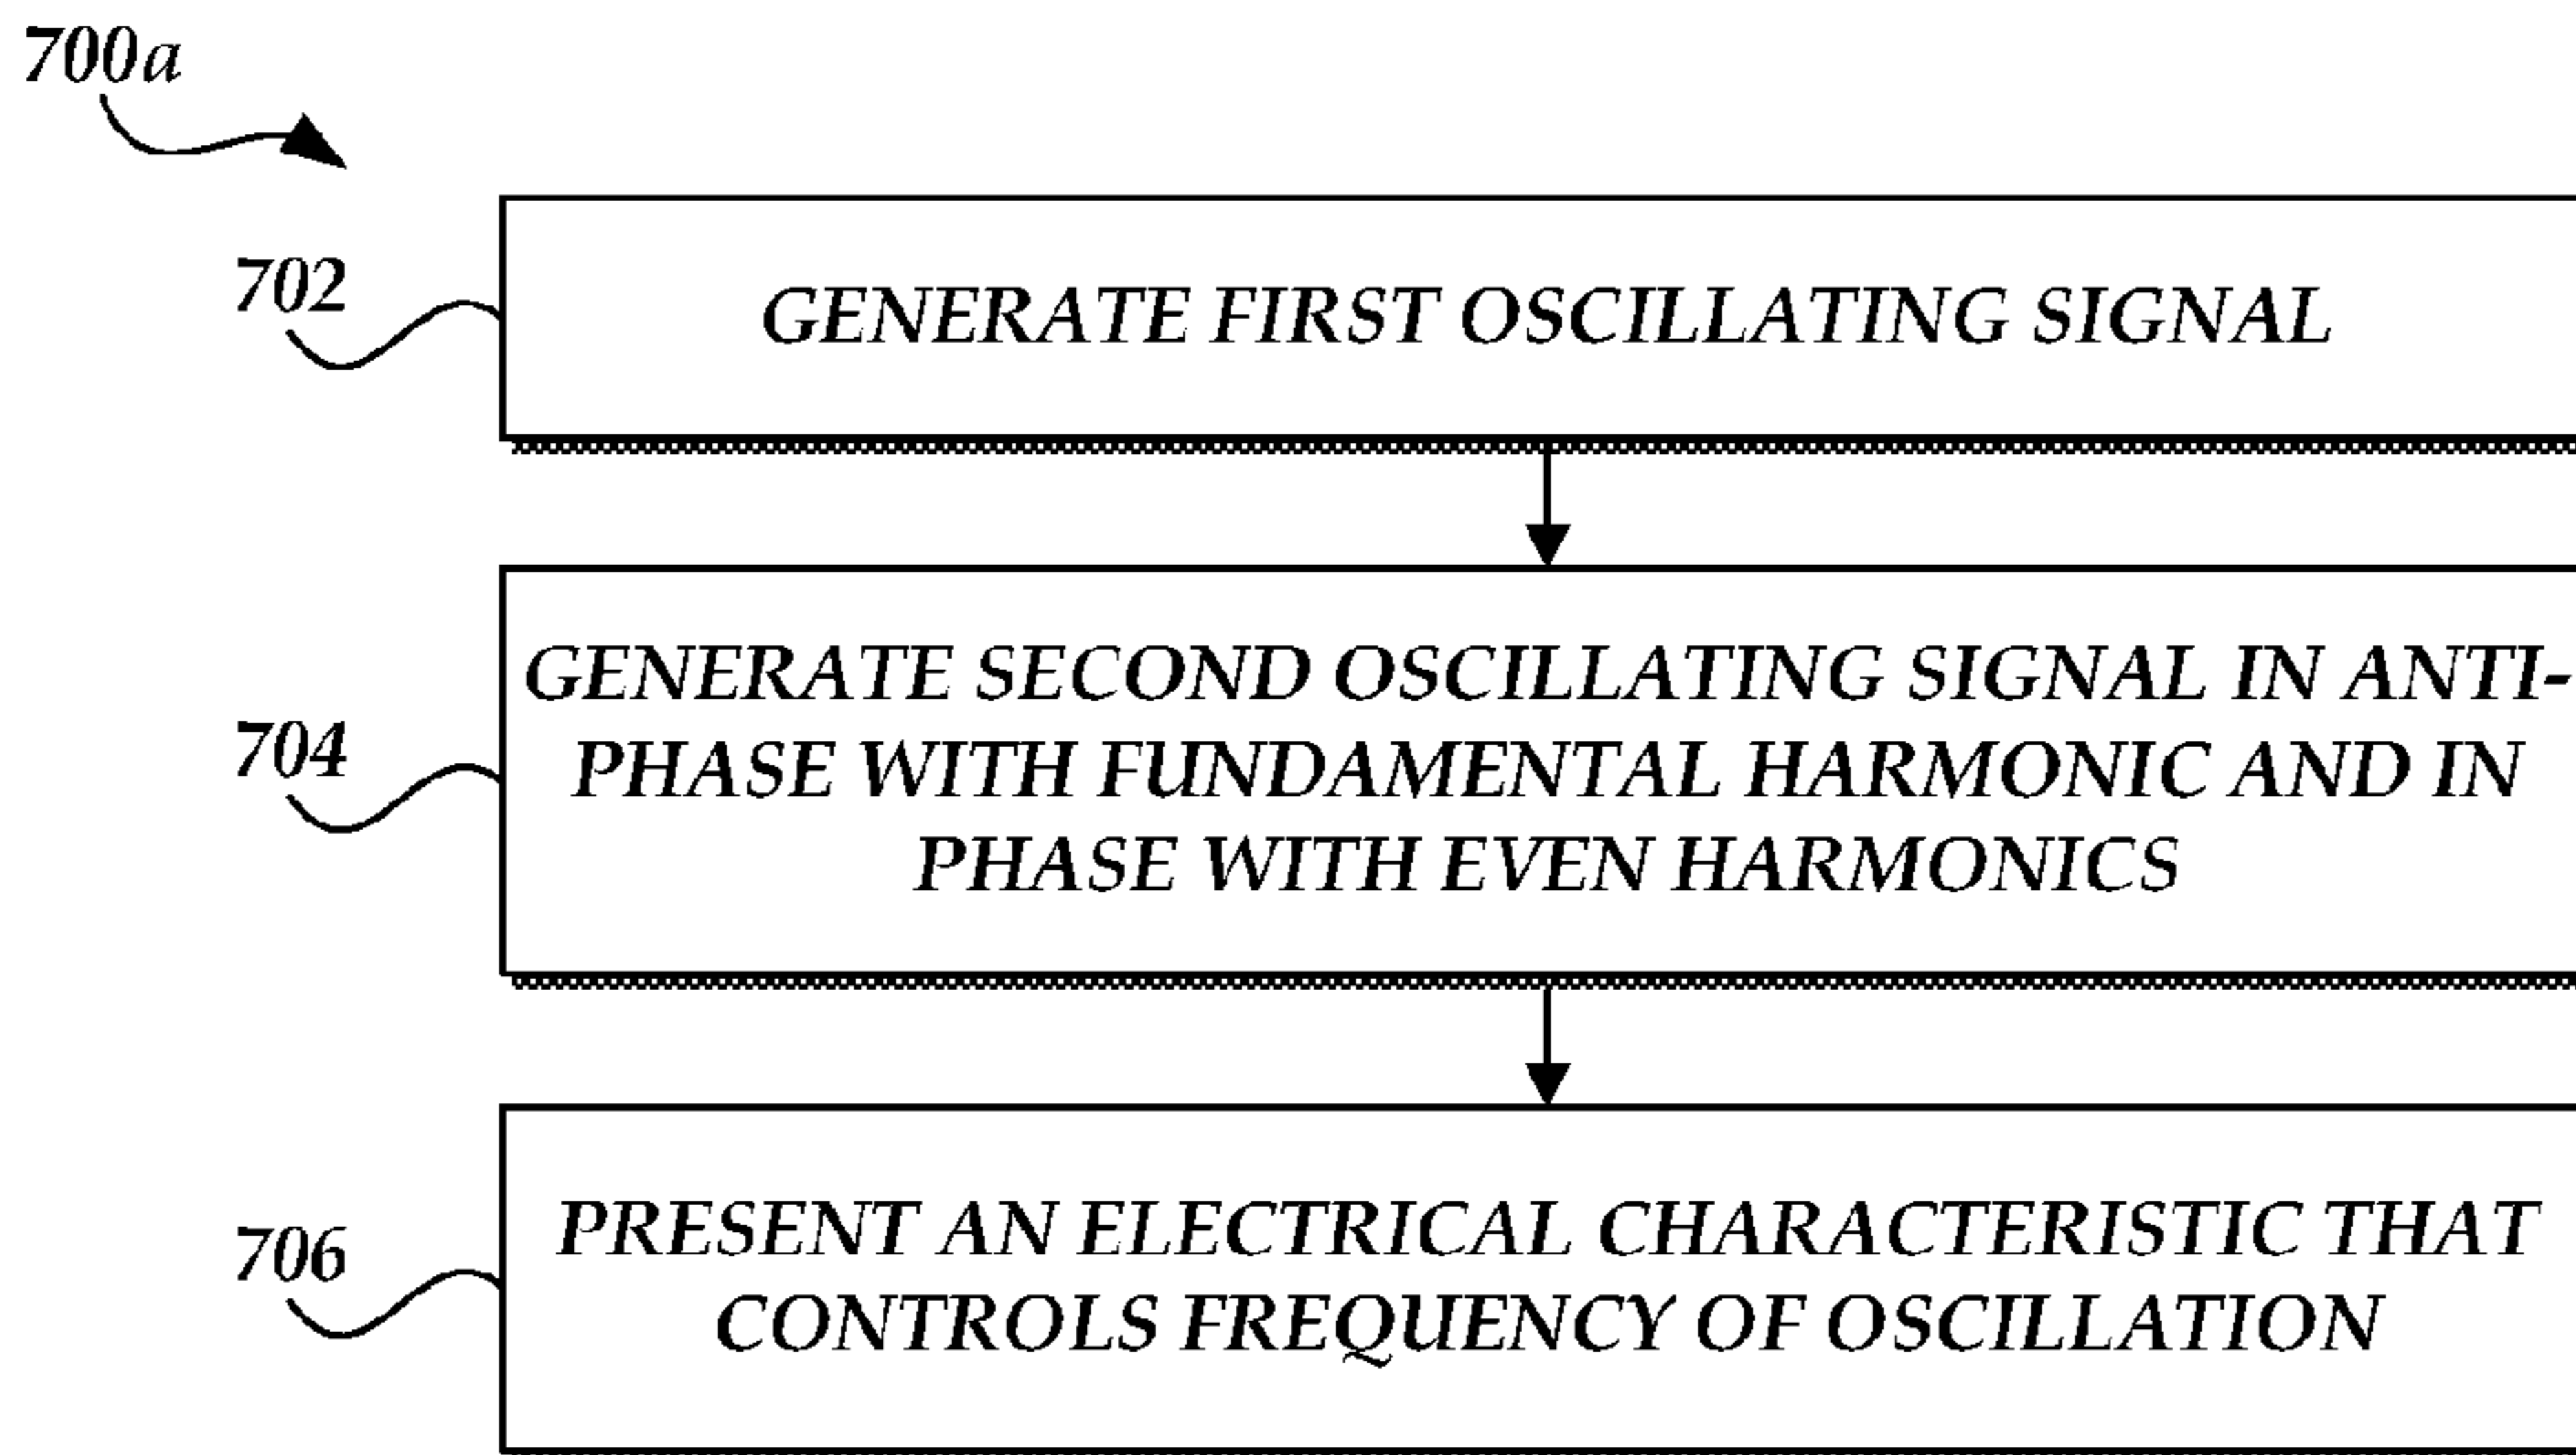 700a
702
GENERATE FIRST OSCILLATING SIGNAL
GENERATE SECOND OSCILLATING SIGNAL IN ANTI-
704
PHASE WITH FUNDAMENTAL HARMONIC AND IN
PHASE WITH EVEN HARMONICS
706
PRESENT AN ELECTRICAL CHARACTERISTIC THAT
CONTROLS FREQUENCY OF OSCILLATION